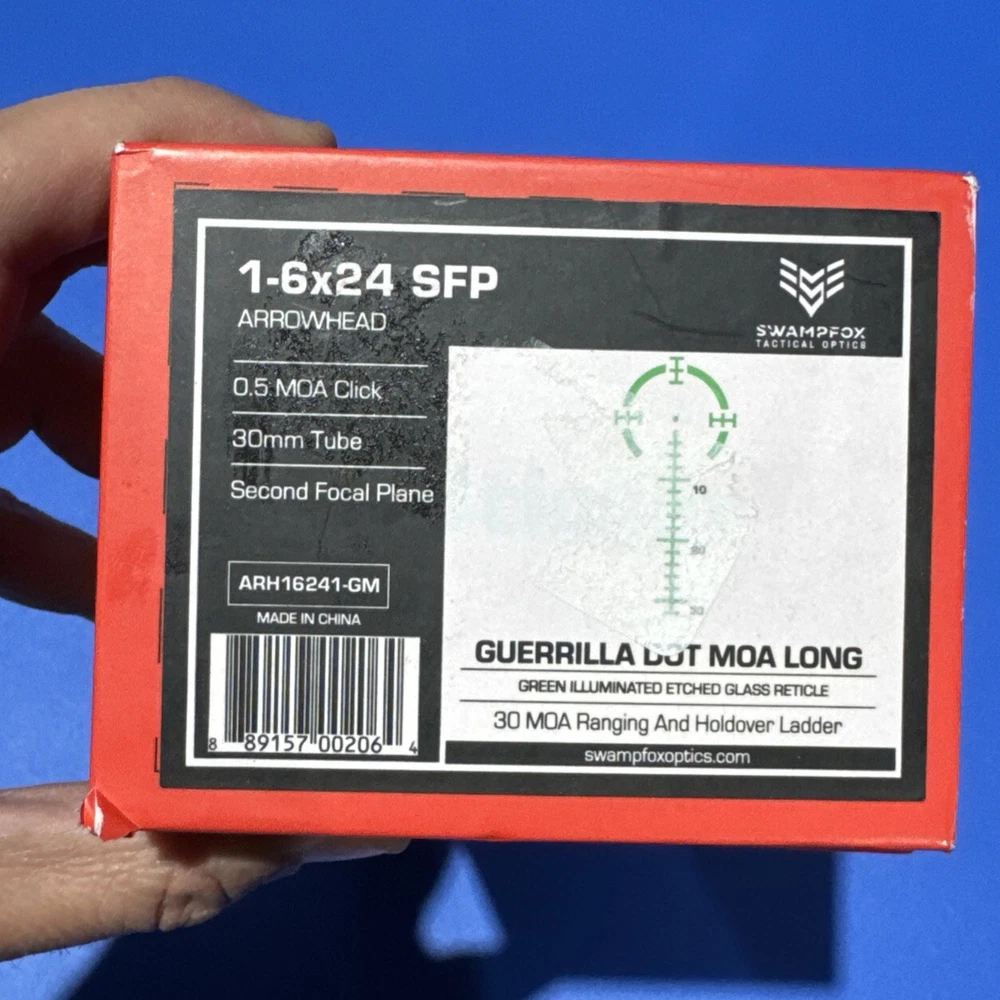 1-6x24 SFP
ARROWHEAD
0.5 MOA Click
30mm Tube
Second Focal Plane
ARH16241-GM
MADE IN CHINA
8 89157 00206 4
SWAMPFOX
TACTICAL OPTICS
10
20
30
GUERRILLA DOT MOA LONG
GREEN ILLUMINATED ETCHED GLASS RETICLE
30 MOA Ranging And Holdover Ladder
swampfoxoptics.com